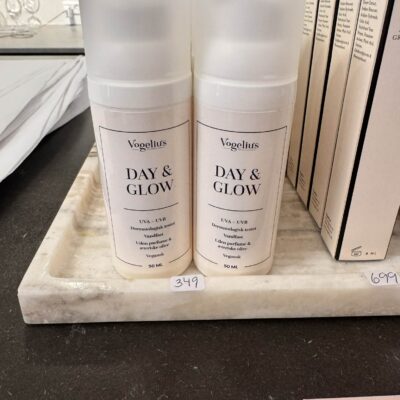 Vogelius
DAY &
GLOW
UVA – UVB
Dermatologisk testet
Vandfast
Uden parfume &
æteriske olier
Vegansk
50 ML
Vogelius
DAY &
GLOW
UVA – UVB
Dermatologisk testet
Vandfast
Uden parfume &
æteriske olier
Vegansk
50 ML
349
699